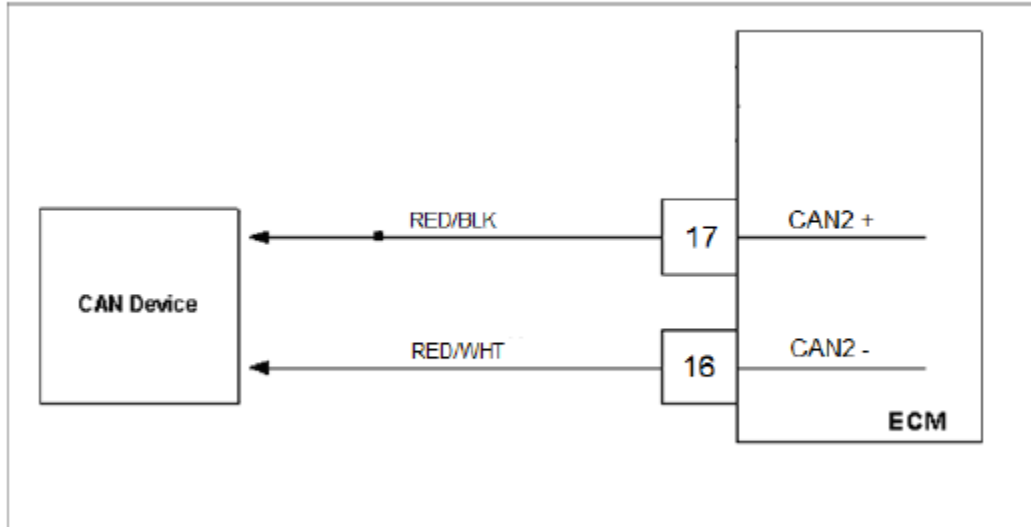 RED/BLK
17
CAN2 +
CAN Device
RED/WHT
16
CAN2 -
ECM